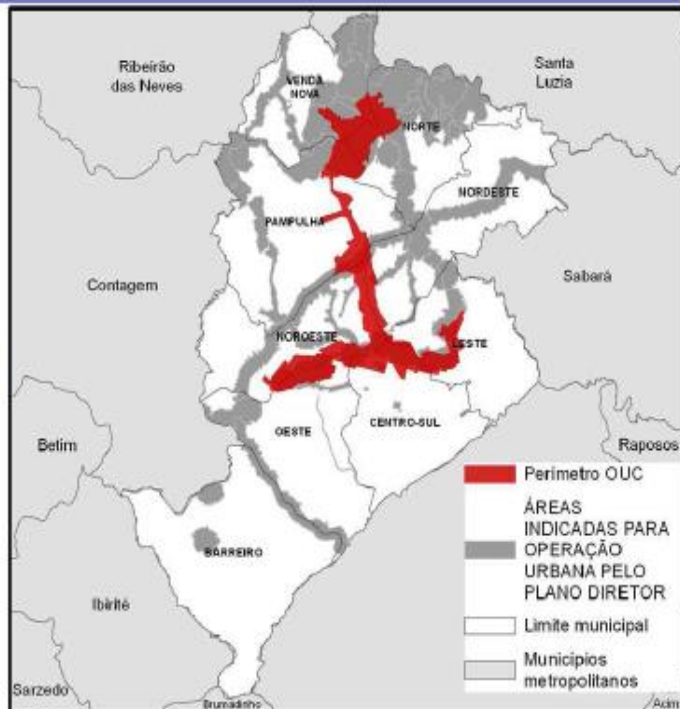 Ribeirão
das Neves
Santa
Luzia
VENDA
NOVA
NORTE
NORDESTE
PAMPULHA
Contagem
Sabará
NOROESTE
LESTE
Betim
OESTE
CENTRO-SUL
Raposos
BARREIRO
Ibirité
Sarzedo
Brumadinho
Perímetro OUC
ÁREAS
INDICADAS PARA
OPERAÇÃO
URBANA PELO
PLANO DIRETOR
Limite municipal
Municípios
metropolitanos